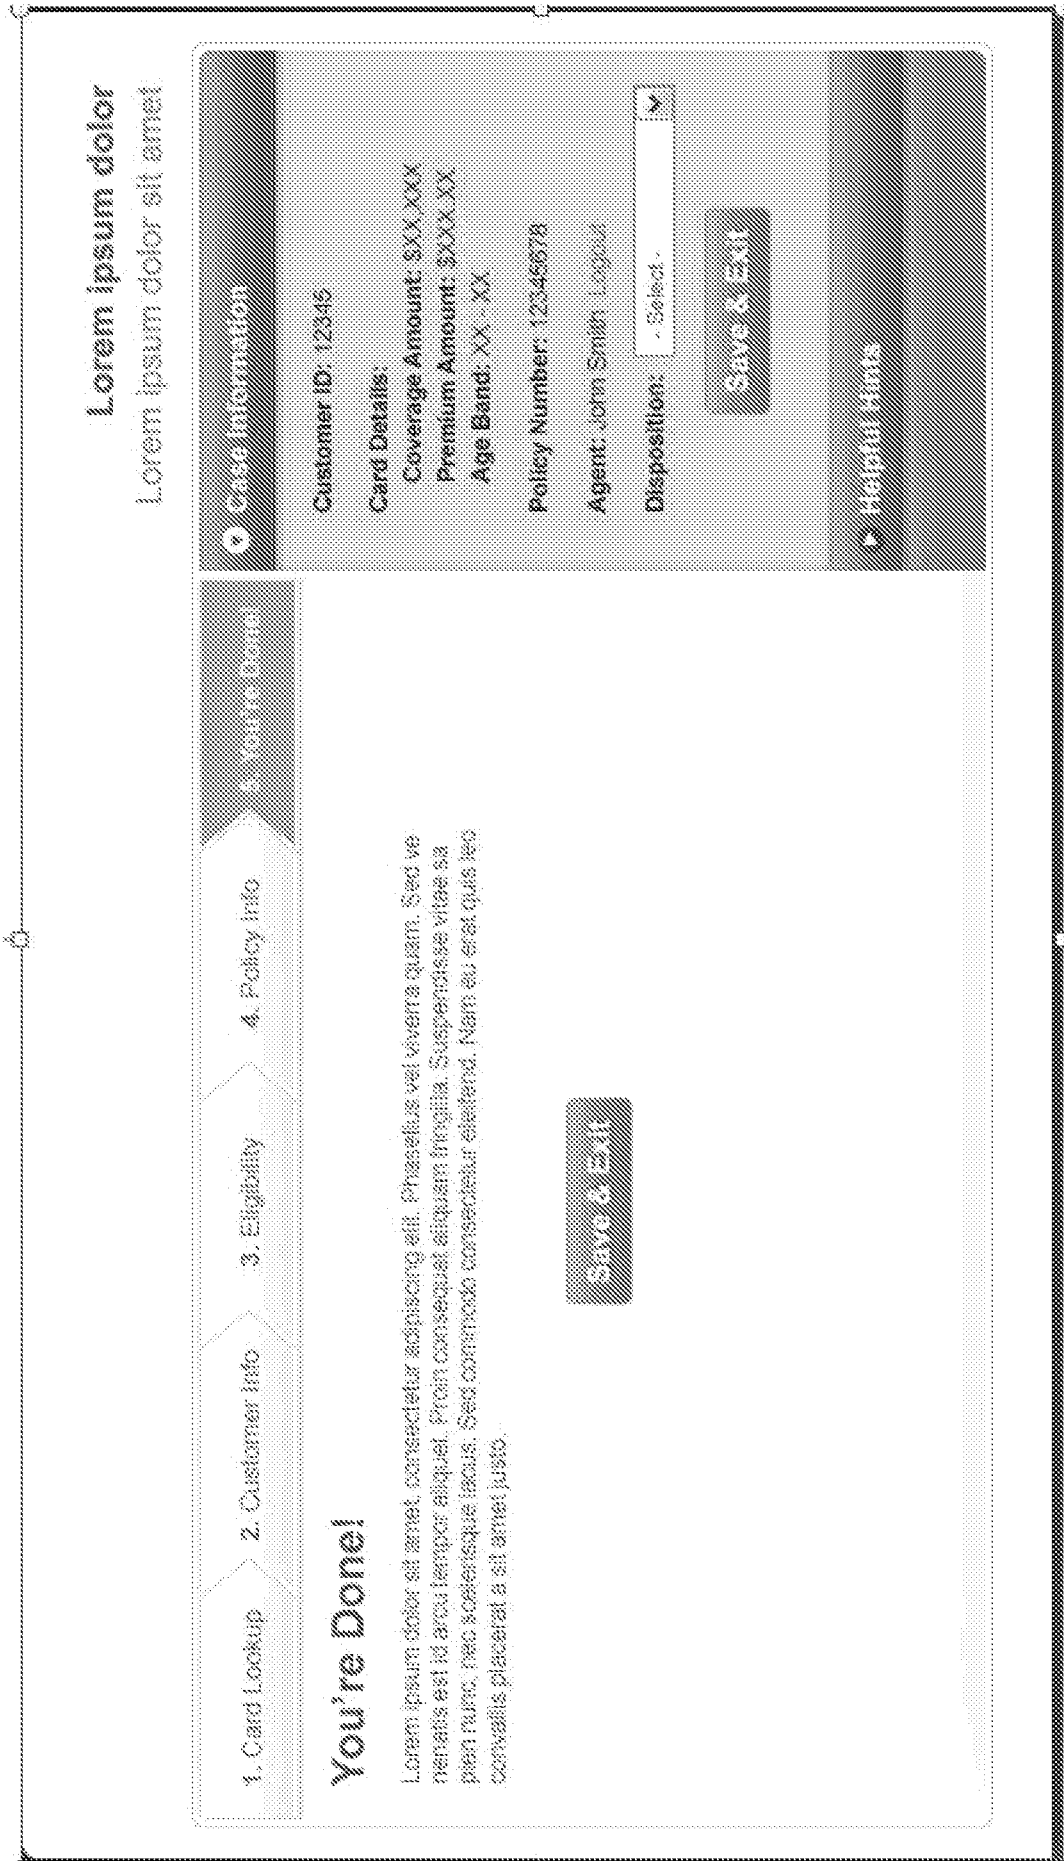 Lorem ipsum dolor
Lorem ipsum dolor sit amet.
1. Card Lookup
2. Customer Info
3. Eligibility
4. Policy Info
5. You're Done!
You're Done!
Lorem ipsum dolor sit amet, consectetur adipiscing elit. Phasellus vel viverra quam. Sed ve
nenatis est id arcu tempor aliquet. Proin consequat aliquam fringilla. Suspendisse vitae sa
pien nunc, nec scelerisque lacus. Sed commodo consectetur eleifend. Nam eu erat quis leo
convallis placerat a sit amet justo.
Save & Exit
Case Information
Customer ID: 12345
Card Details:
Coverage Amount: $XX,XXX
Premium Amount: $XXX.XX
Age Band: XX - XX
Policy Number: 12345678
Agent: John Smith Logout
Disposition: - Select -
Save & Exit
Helpful Hints